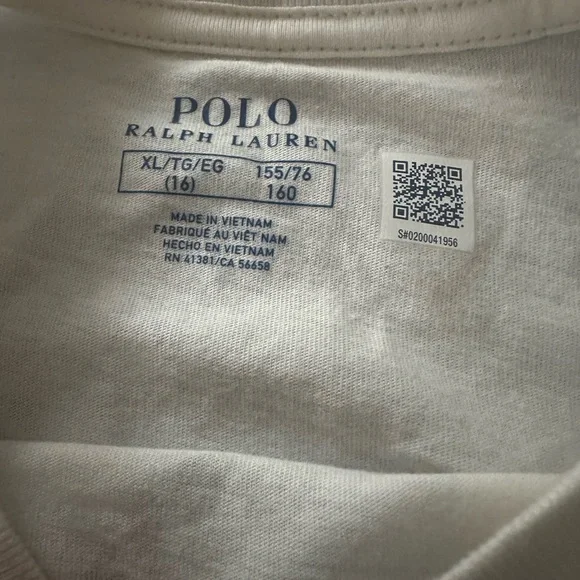 POLO
RALPH LAUREN
XL/TG/EG 155/76
(16) 160
MADE IN VIETNAM
FABRIQUÉ AU VIÊT NAM
HECHO EN VIETNAM
RN 41381/CA 56658
S#0200041956